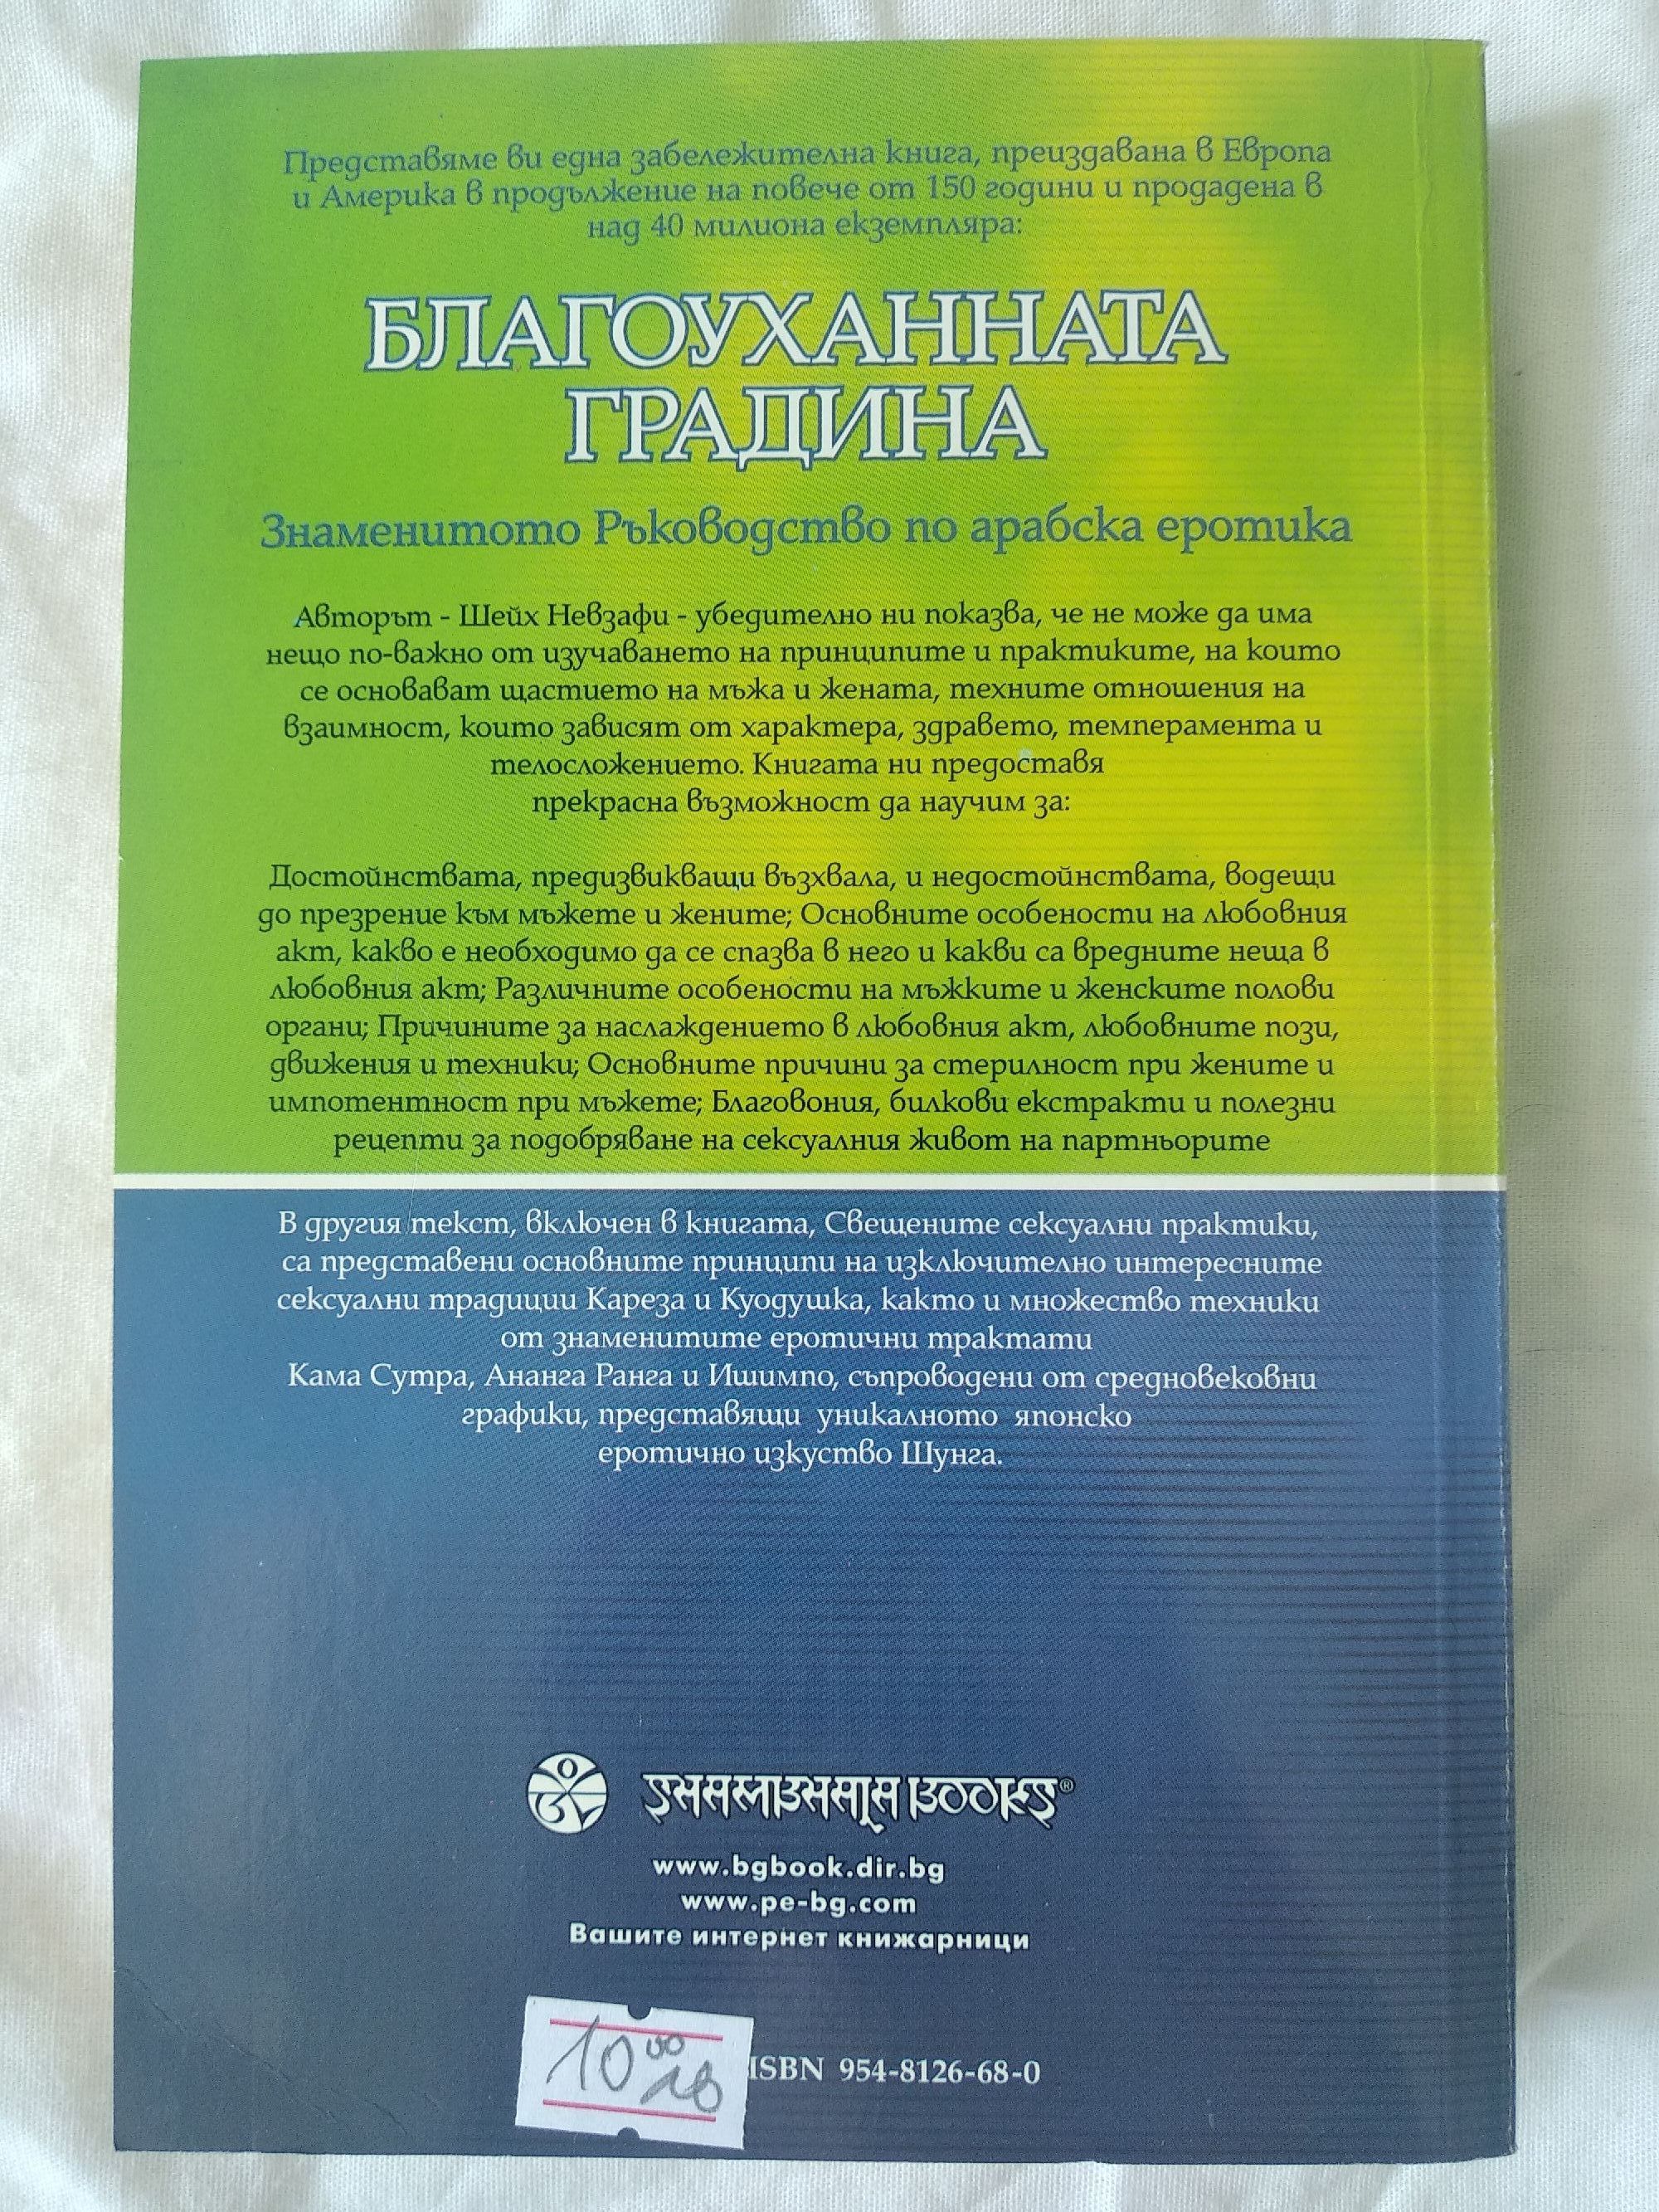 Представяме ви една забележителна книга, преиздавана в Европа
и Америка в продължение на повече от 150 години и продадена в
над 40 милиона екземпляра:
БЛАГОУХАННАТА
ГРАДИНА
Знаменитото Ръководство по арабска еротика
Авторът - Шейх Невзафи - убедително ни показва, че не може да има
нещо по-важно от изучаването на принципите и практиките, на които
се основават щастието на мъжа и жената, техните отношения на
взаимност, които зависят от характера, здравето, темперамента и
телосложението. Книгата ни предоставя
прекрасна възможност да научим за:
Достойнствата, предизвикващи възхвала, и недостойнствата, водещи
до презрение към мъжете и жените; Основните особености на любовния
акт, какво е необходимо да се спазва в него и какви са вредните неща в
любовния акт; Различните особености на мъжките и женските полови
органи; Причините за наслаждението в любовния акт, любовните пози,
движения и техники; Основните причини за стерилност при жените и
импотентност при мъжете; Благовония, билкови екстракти и полезни
рецепти за подобряване на сексуалния живот на партньорите
В другия текст, включен в книгата, Свещените сексуални практики,
са представени основните принципи на изключително интересните
сексуални традиции Кареза и Куодушка, както и множество техники
от знаменитите еротични трактати
Кама Сутра, Ананга Ранга и Ишимпо, съпроводени от средновековни
графики, представящи уникалното японско
еротично изкуство Шунга.
SHAMBHALA BOOKS®
www.bgbook.dir.bg
www.pe-bg.com
Вашите интернет книжарници
10 00 лв
ISBN 954-8126-68-0